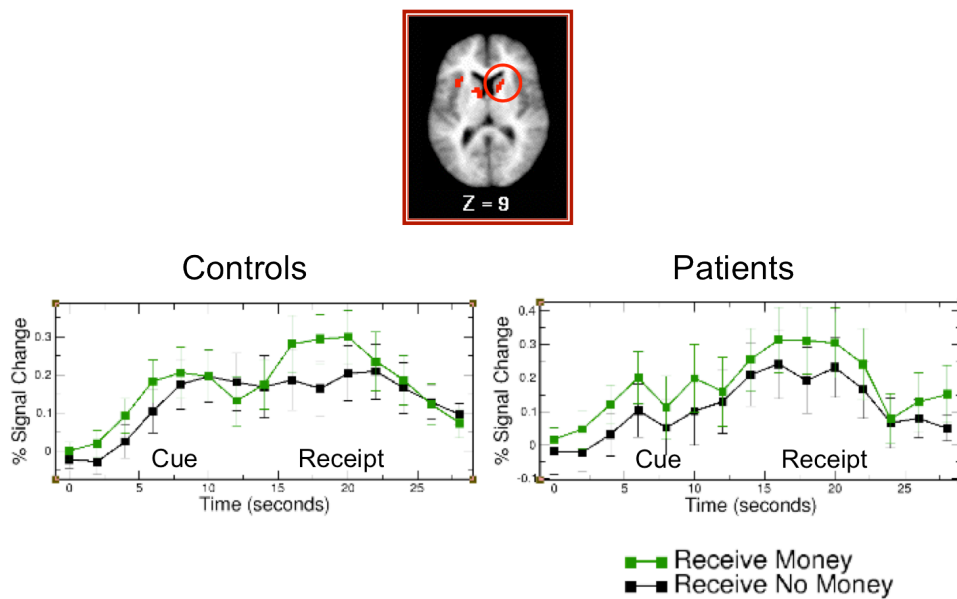 Z = 9
Controls
Patients
% Signal Change
0.3
0.2
0.1
0
Cue
Receipt
0 5 10 15 20 25
Time (seconds)
% Signal Change
0.4
0.3
0.2
0.1
0
-0.1
Cue
Receipt
0 5 10 15 20 25
Time (seconds)
Receive Money
Receive No Money